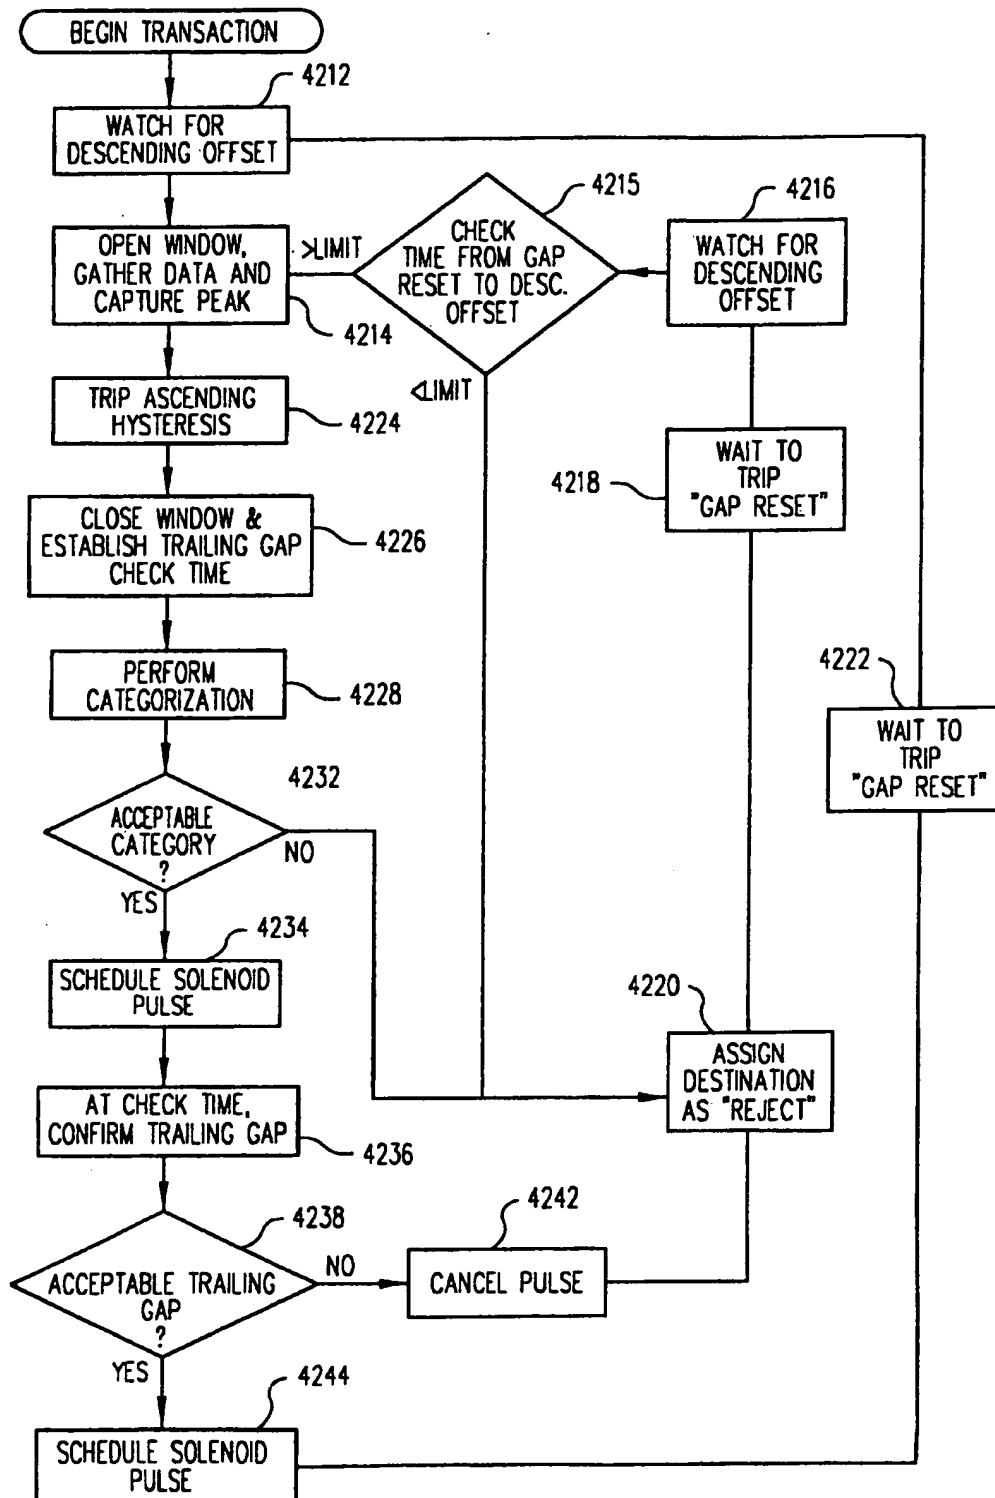 BEGIN TRANSACTION
4212
WATCH FOR
DESCENDING OFFSET
4215
CHECK
TIME FROM GAP
RESET TO DESC.
OFFSET
4216
WATCH FOR
DESCENDING
OFFSET
OPEN WINDOW,
GATHER DATA AND
CAPTURE PEAK
>LIMIT
4214
<LIMIT
TRIP ASCENDING
HYSTERESIS
4224
WAIT TO
TRIP
"GAP RESET"
4218
CLOSE WINDOW &
ESTABLISH TRAILING GAP
CHECK TIME
4226
PERFORM
CATEGORIZATION
4228
4222
WAIT TO
TRIP
"GAP RESET"
4232
ACCEPTABLE
CATEGORY
?
NO
YES
4234
SCHEDULE SOLENOID
PULSE
4220
ASSIGN
DESTINATION
AS "REJECT"
AT CHECK TIME,
CONFIRM TRAILING GAP
4236
4238
ACCEPTABLE TRAILING
GAP
?
NO
4242
CANCEL PULSE
YES
4244
SCHEDULE SOLENOID
PULSE